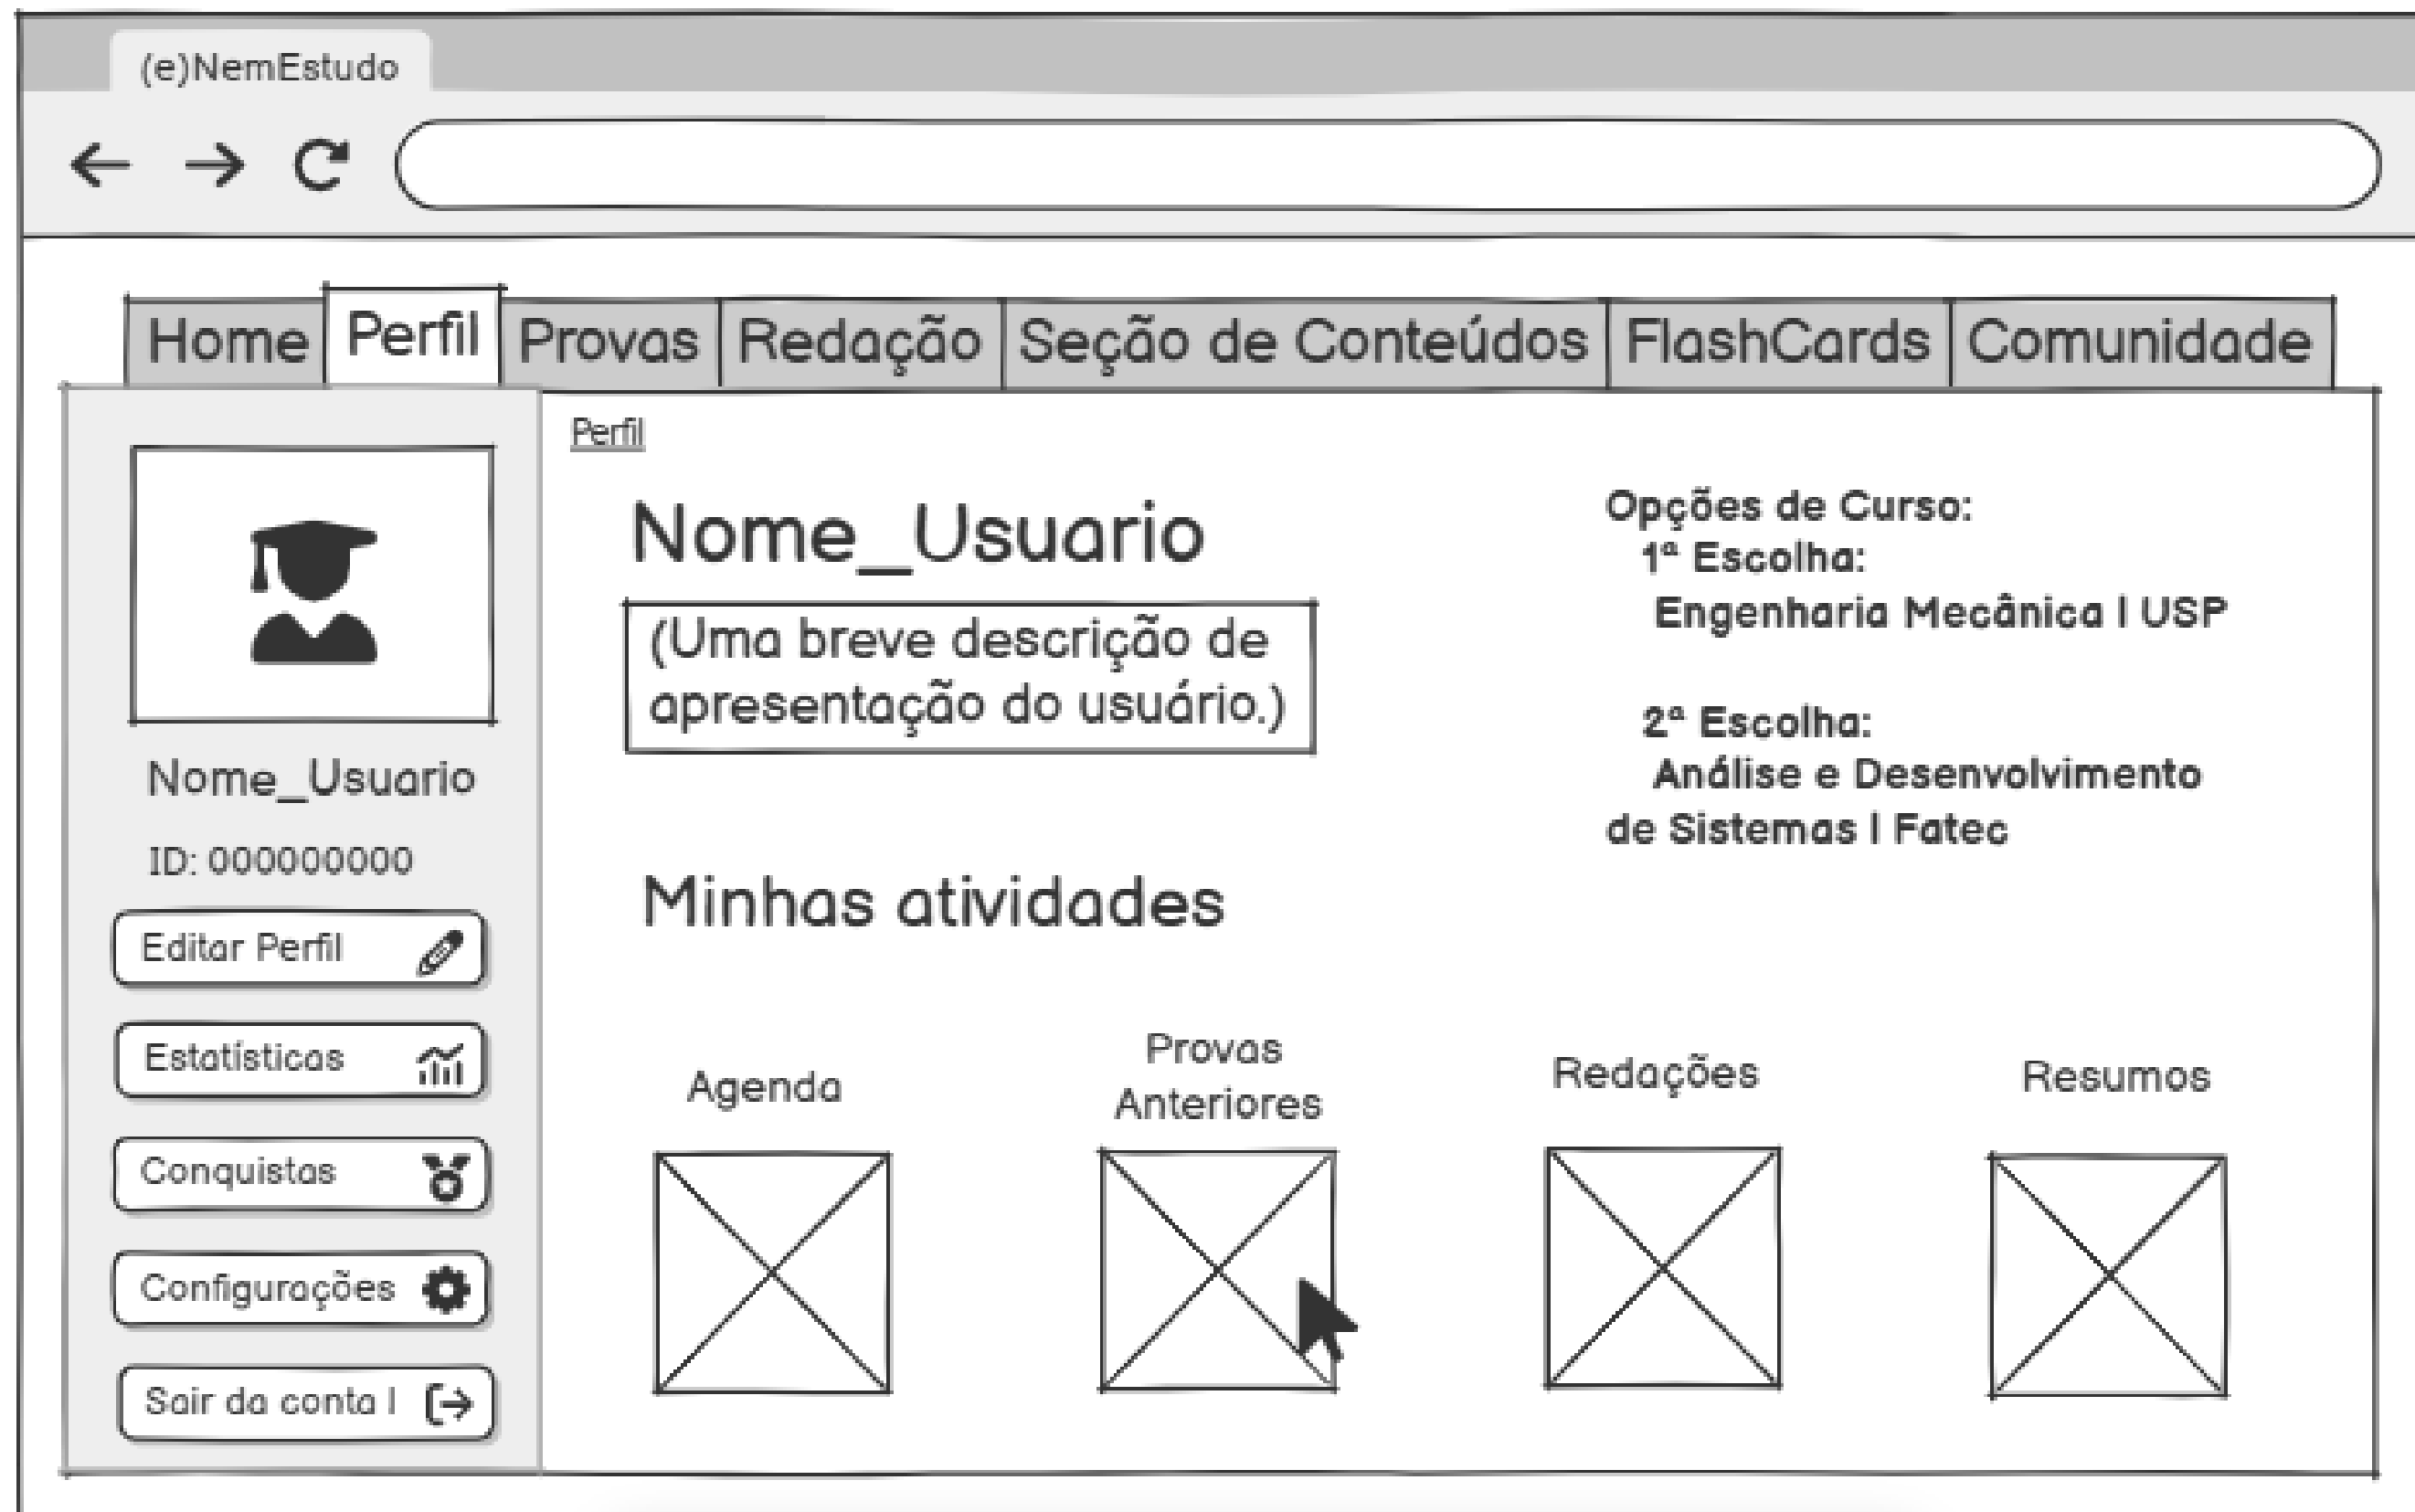 (e)NemEstudo
Home Perfil Provas Redação Seção de Conteúdos FlashCards Comunidade
Nome_Usuario
ID: 000000000
Editar Perfil
Estatísticas
Conquistas
Configurações
Sair da conta |
Perfil
Nome_Usuario
(Uma breve descrição de
apresentação do usuário.)
Opções de Curso:
1ª Escolha:
Engenharia Mecânica | USP
2ª Escolha:
Análise e Desenvolvimento
de Sistemas | Fatec
Minhas atividades
Agenda
Provas
Anteriores
Redações
Resumos